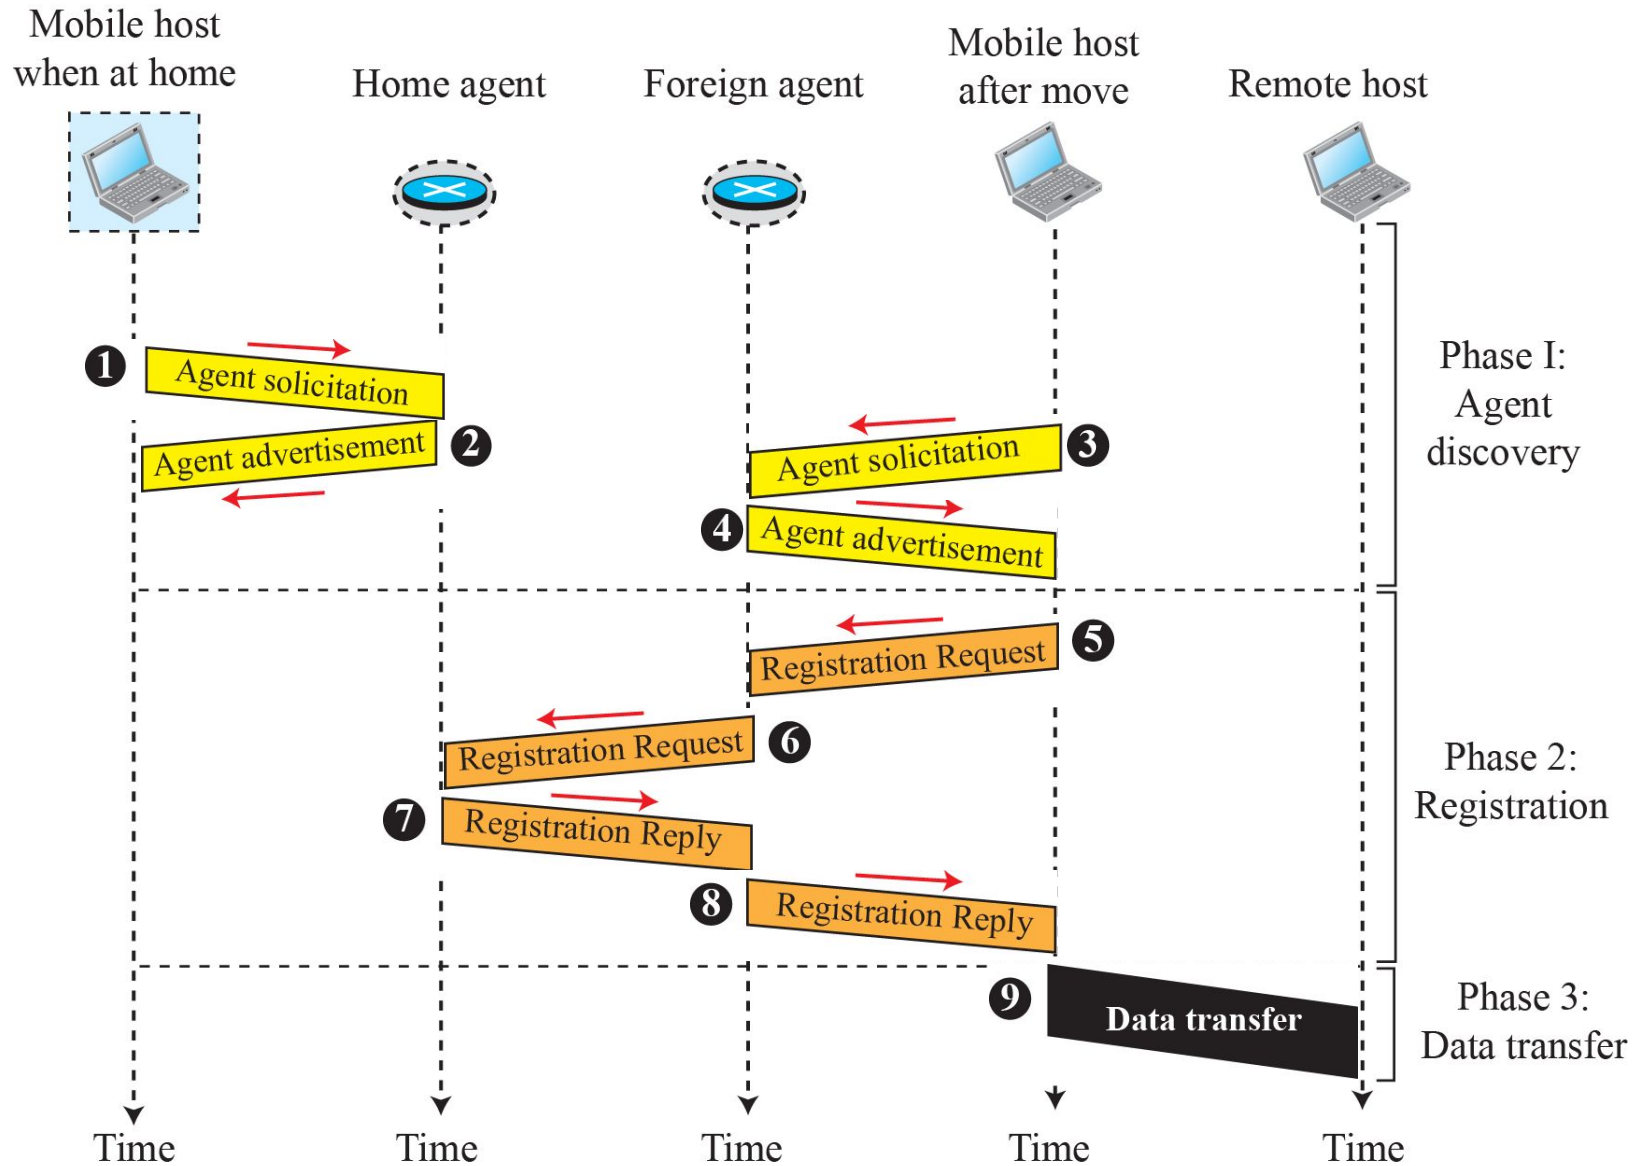 Mobile host
when at home
Home agent
Foreign agent
Mobile host
after move
Remote host
1
Agent solicitation
Agent advertisement
2
Agent solicitation
3
4
Agent advertisement
Phase I:
Agent
discovery
Registration Request
5
Registration Request
6
7
Registration Reply
8
Registration Reply
Phase 2:
Registration
9
Data transfer
Phase 3:
Data transfer
Time
Time
Time
Time
Time